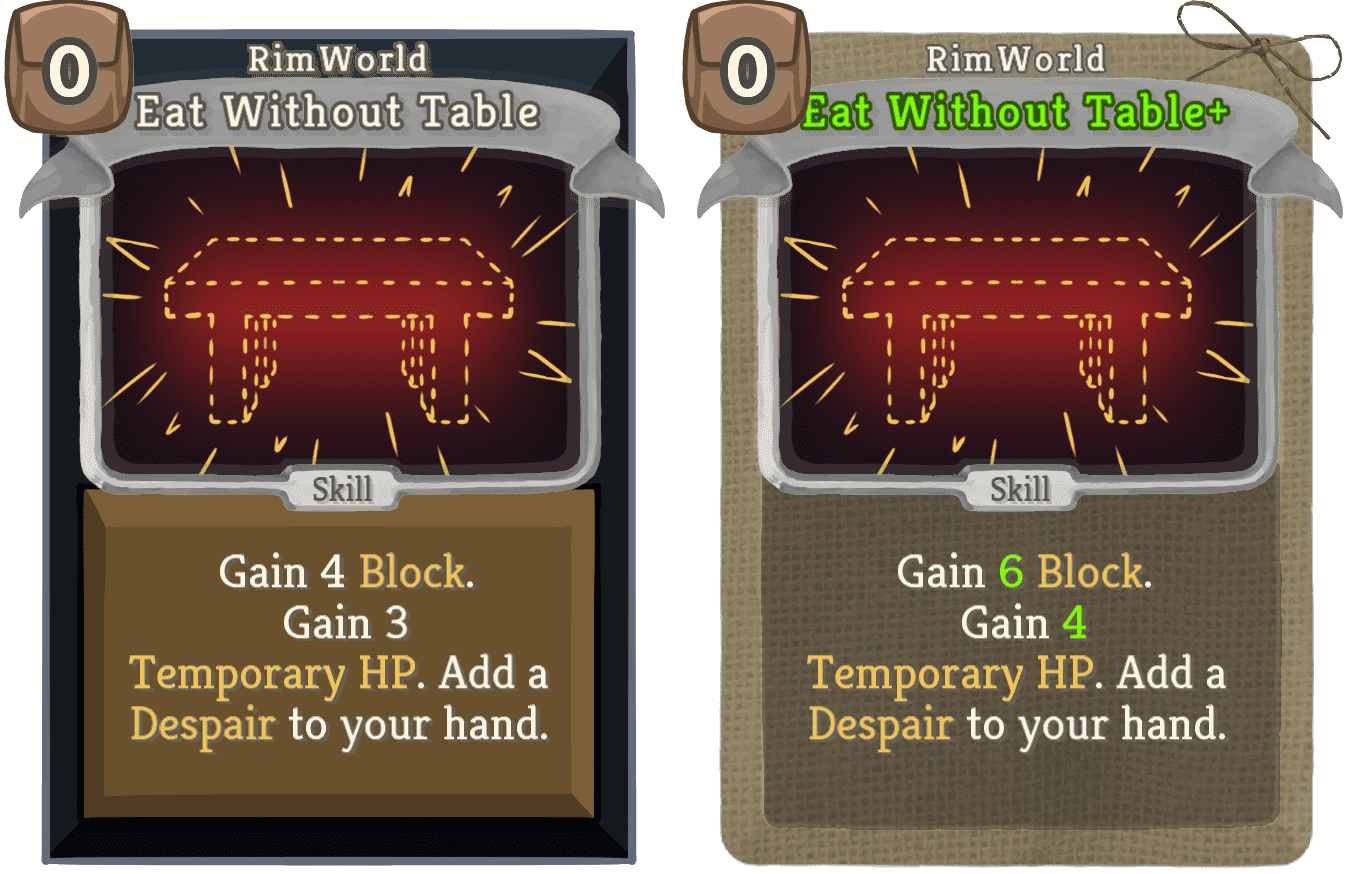 0
RimWorld
Eat Without Table
Skill
Gain 4 Block.
Gain 3
Temporary HP. Add a
Despair to your hand.
0
RimWorld
Eat Without Table+
Skill
Gain 6 Block.
Gain 4
Temporary HP. Add a
Despair to your hand.